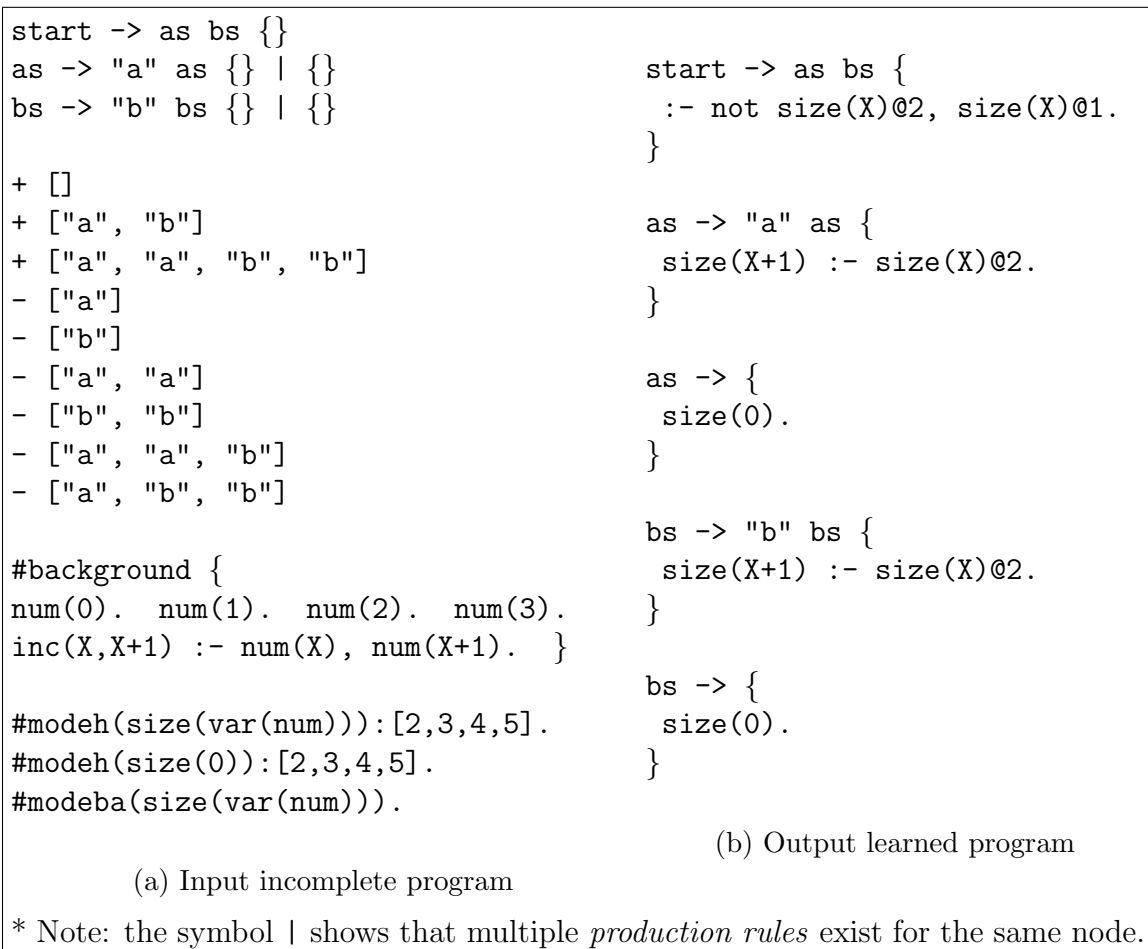 start -> as bs {}
as -> "a" as {} | {}
bs -> "b" bs {} | {}
+ []
+ ["a", "b"]
+ ["a", "a", "b", "b"]
- ["a"]
- ["b"]
- ["a", "a"]
- ["b", "b"]
- ["a", "a", "b"]
- ["a", "b", "b"]
#background {
num(0). num(1). num(2). num(3).
inc(X,X+1) :- num(X), num(X+1). }
#modeh(size(var(num))):[2,3,4,5].
#modeh(size(0)):[2,3,4,5].
#modeba(size(var(num))).
(a) Input incomplete program
start -> as bs {
:- not size(X)@2, size(X)@1.
}
as -> "a" as {
size(X+1) :- size(X)@2.
}
as -> {
size(0).
}
bs -> "b" bs {
size(X+1) :- size(X)@2.
}
bs -> {
size(0).
}
(b) Output learned program
* Note: the symbol | shows that multiple production rules exist for the same node